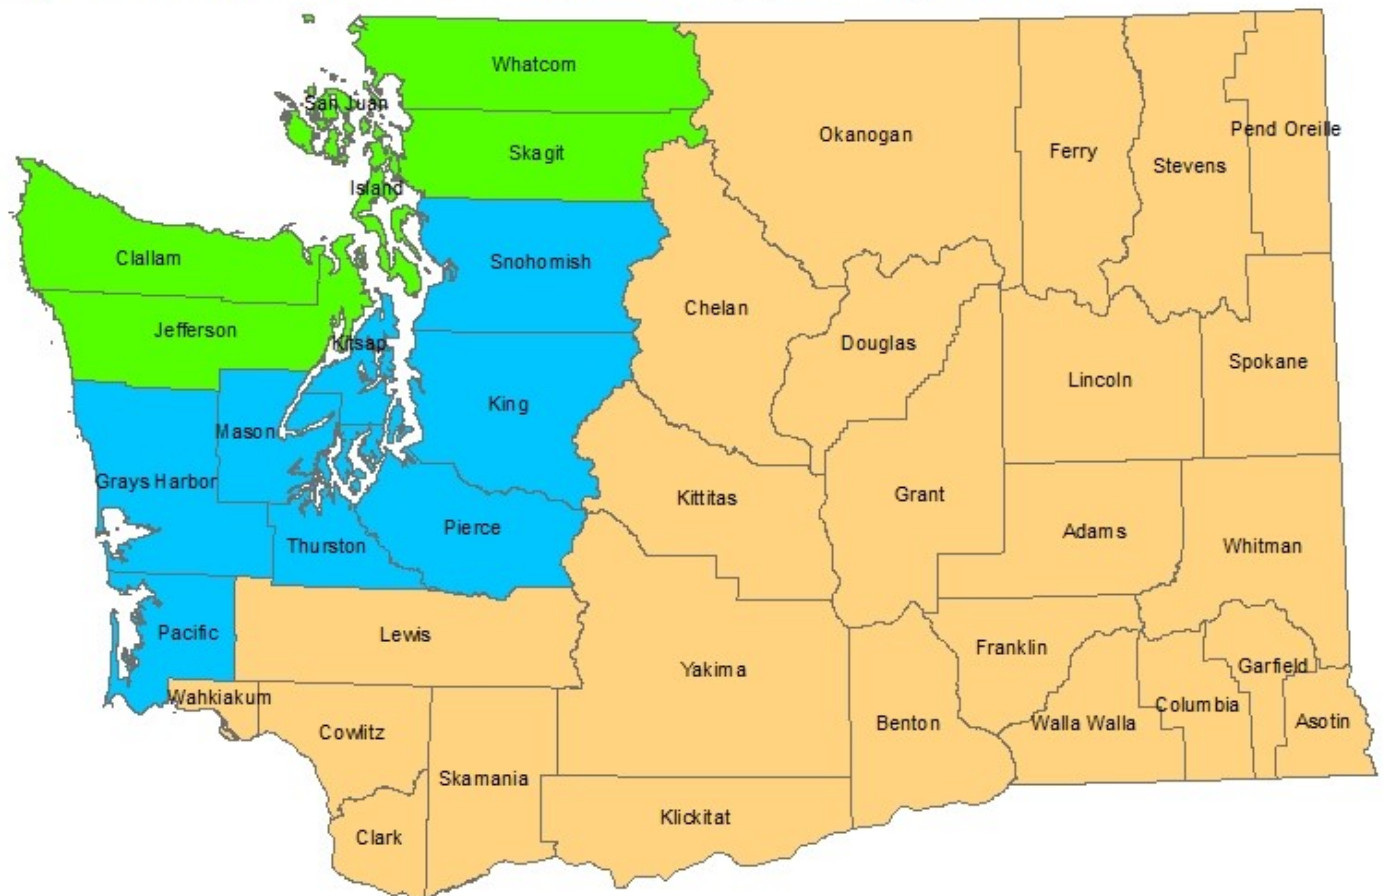 Whatcom
San Juan
Okanogan
Pend Oreille
Skagit
Ferry
Stevens
Island
Clallam
Snohomish
Chelan
Jefferson
Kitsap
Douglas
Spokane
Lincoln
King
Mason
Grays Harbor
Kittitas
Grant
Pierce
Adams
Thurston
Whitman
Pacific
Lewis
Franklin
Garfield
Yakima
Wahkiakum
Columbia
Benton
Walla Walla
Asotin
Cowlitz
Skamania
Klickitat
Clark